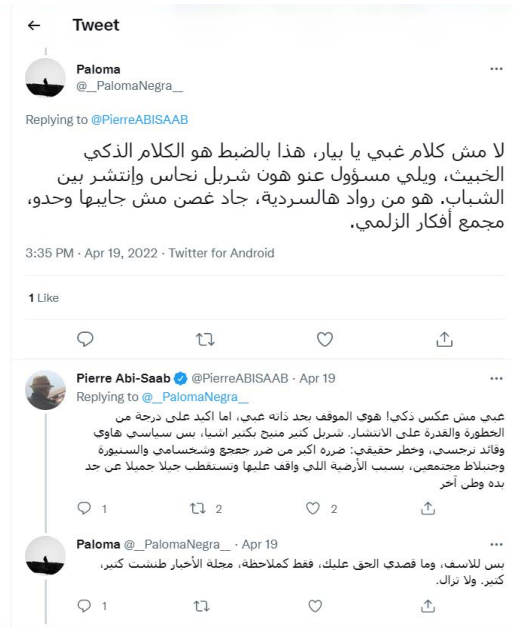 Tweet
Paloma
@_PalomaNegra_
Replying to @PierreABISAAB
لا مش كلام غبي يا بيار، هذا بالضبط هو الكلام الذكي
الخبيث، ويلي مسؤول عنو هون شربل نحاس وإنتشر بين
الشباب. هو من رواد هالسردية، جاد غصن مش جايبها وحدو،
مجمع أفكار الزلمي.
3:35 PM · Apr 19, 2022 · Twitter for Android
1 Like
Pierre Abi-Saab @PierreABISAAB · Apr 19
Replying to @_PalomaNegra_
غبي مش عكس ذكي! هوي الموقف بحد ذاته غبي، اما اكيد على درجة من
الخطورة والقدرة على الانتشار. شربل كتير منيح بكتير اشيا، بس سياسي هاوي
وقائد نرجسي، وخطر حقيقي: ضرره اكبر من ضرر جعجع وشخسامي والسنيورة
وجنبلاط مجتمعين، بسبب الأرضية اللي واقف عليها وتستقطب جيلا جميلا عن جد
بده وطن آخر
1 2 2
Paloma @_PalomaNegra_ · Apr 19
بس للاسف، وما قصدي الحق عليك، فقط كملاحظة، مجلة الأخبار طنشت كتير،
كتير. ولا تزال.
1